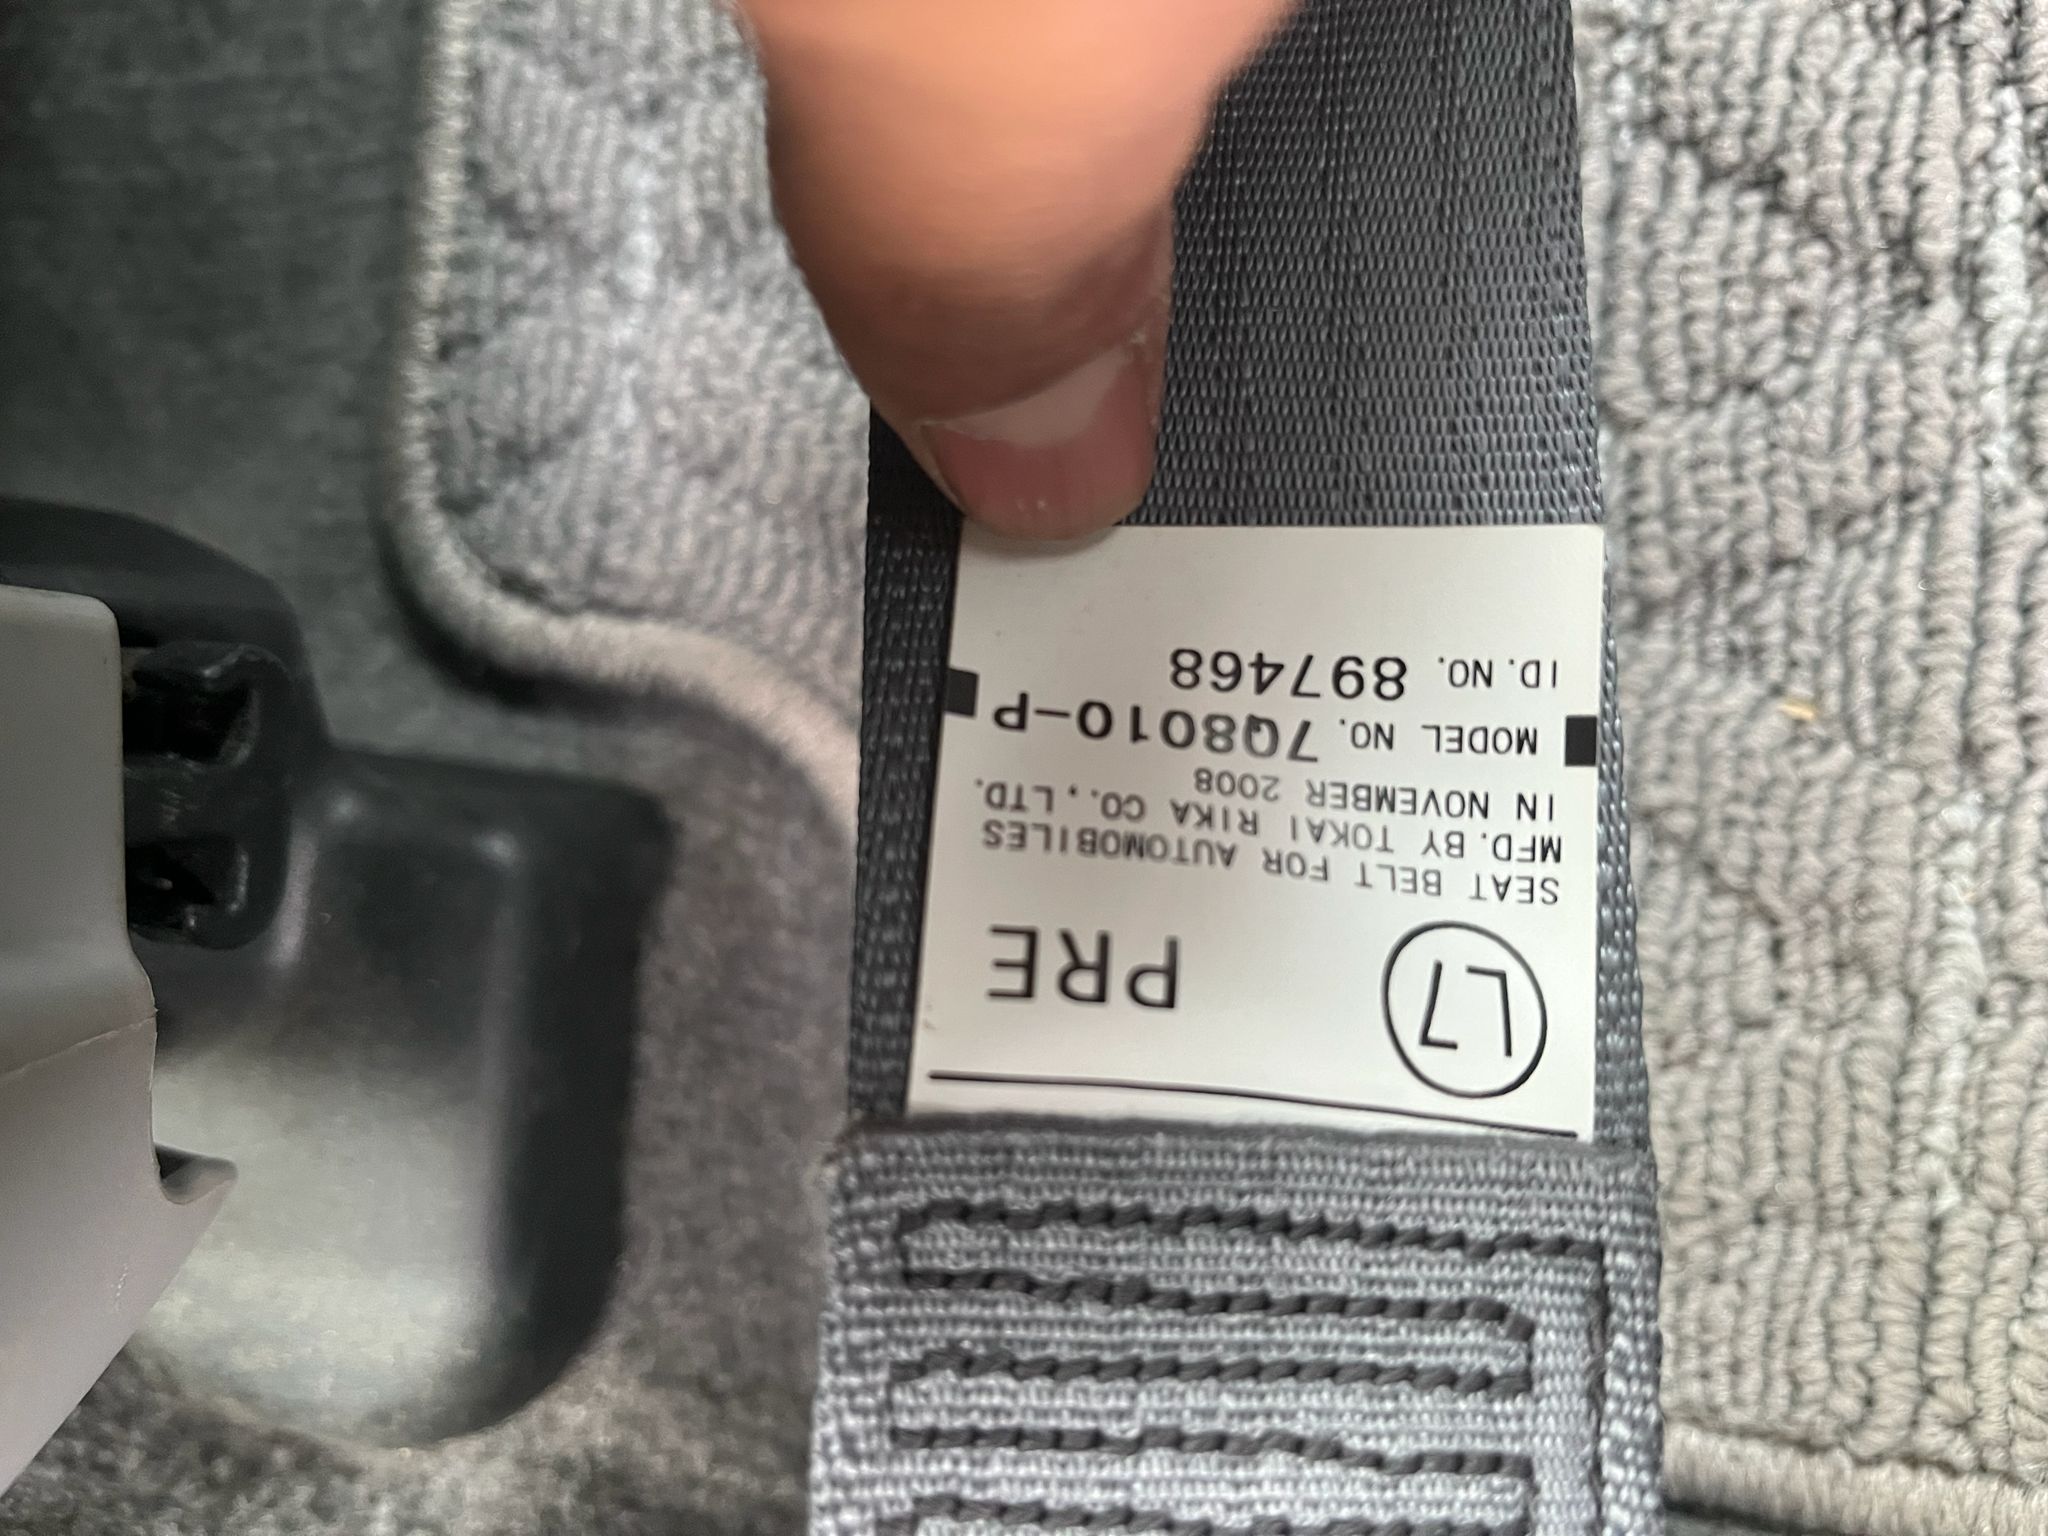 L7 PRE
SEAT BELT FOR AUTOMOBILES
MFD. BY TOKAI RIKA CO., LTD.
IN NOVEMBER 2008
MODEL NO. 7Q8010-P
ID. NO. 897468